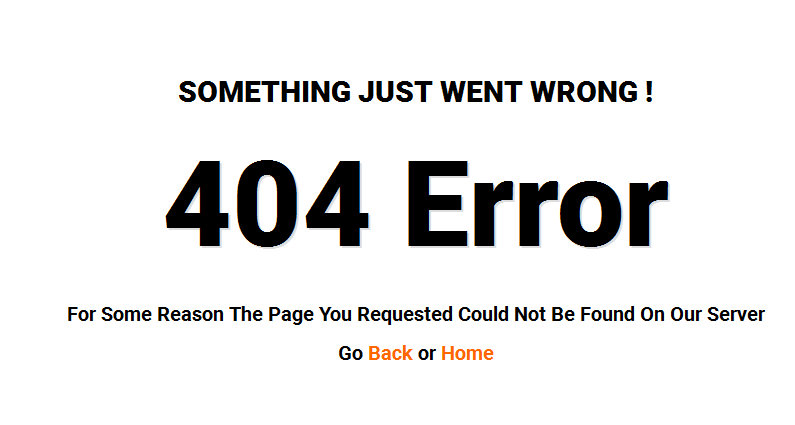 SOMETHING JUST WENT WRONG !
404 Error
For Some Reason The Page You Requested Could Not Be Found On Our Server
Go Back or Home